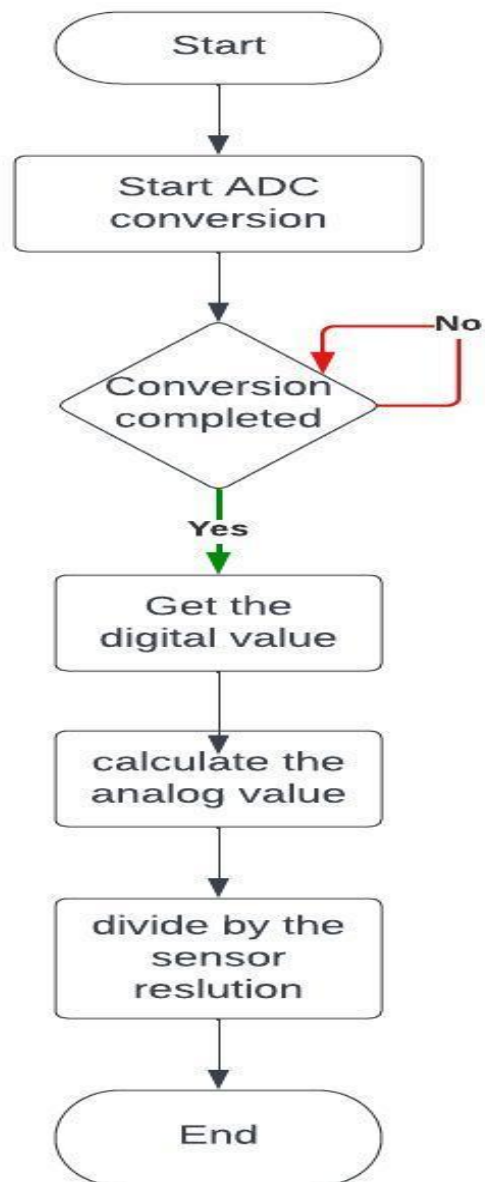 Start
Start ADC
conversion
No
Conversion
completed
Yes
Get the
digital value
calculate the
analog value
divide by the
sensor
reslution
End